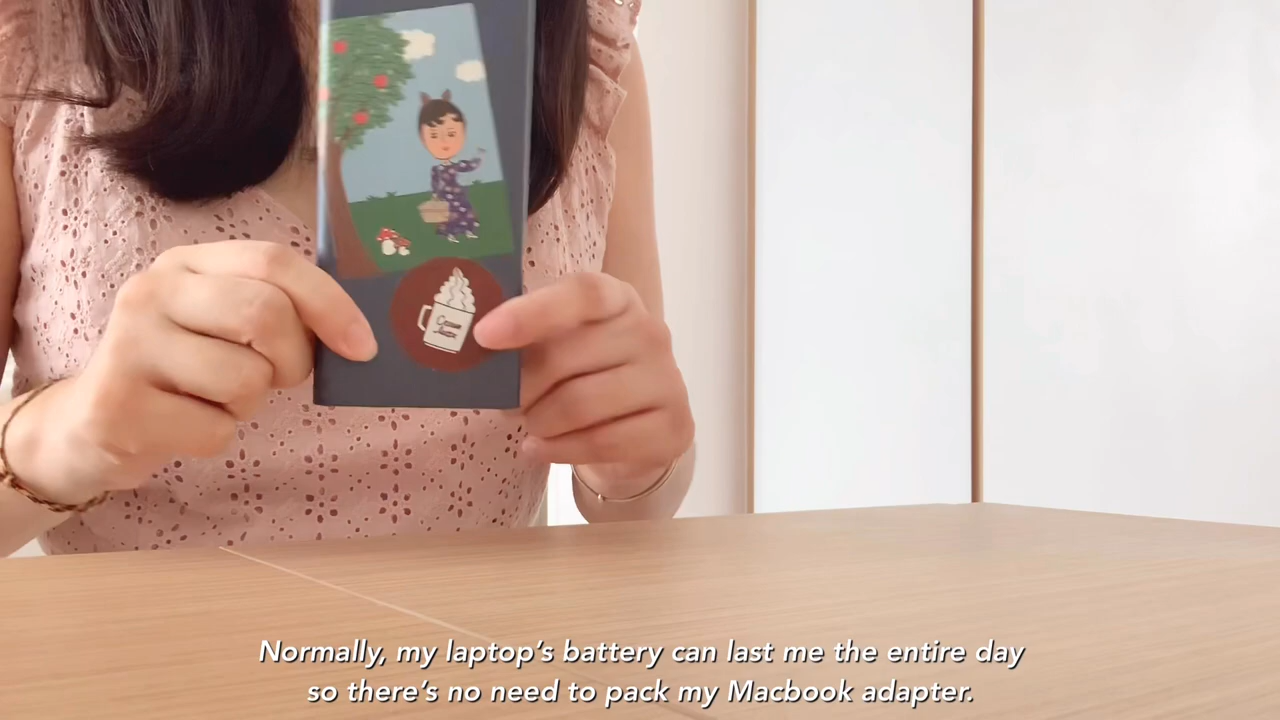 Normally, my laptop's battery can last me the entire day
so there's no need to pack my Macbook adapter.